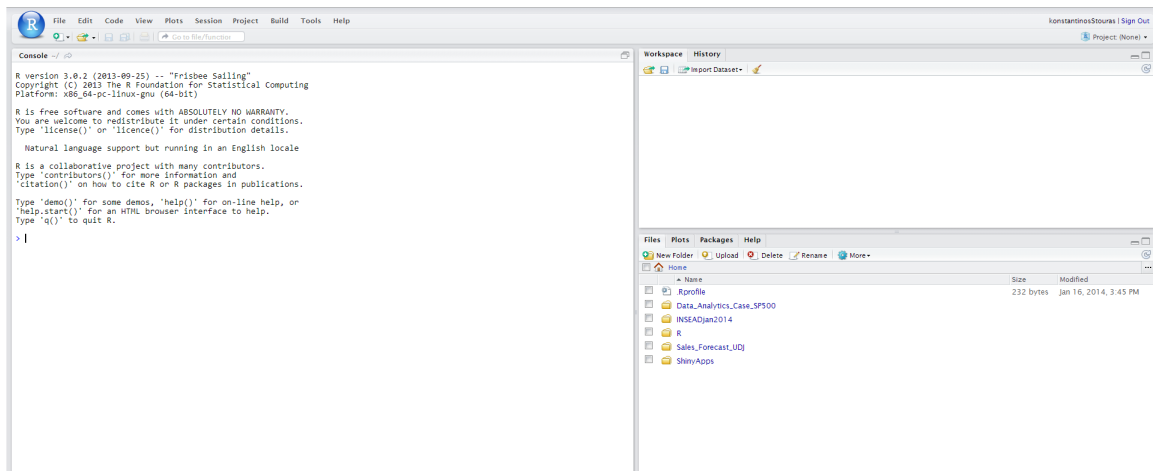 R
File Edit Code View Plots Session Project Build Tools Help
konstantinosStouras | Sign Out
Go to file/function
Project: (None)
Console ~/
R version 3.0.2 (2013-09-25) -- "Frisbee Sailing"
Copyright (C) 2013 The R Foundation for Statistical Computing
Platform: x86_64-pc-linux-gnu (64-bit)
R is free software and comes with ABSOLUTELY NO WARRANTY.
You are welcome to redistribute it under certain conditions.
Type 'license()' or 'licence()' for distribution details.
Natural language support but running in an English locale
R is a collaborative project with many contributors.
Type 'contributors()' for more information and
'citation()' on how to cite R or R packages in publications.
Type 'demo()' for some demos, 'help()' for on-line help, or
'help.start()' for an HTML browser interface to help.
Type 'q()' to quit R.
>
Workspace History
Import Dataset
Files Plots Packages Help
New Folder Upload Delete Rename More
Home ...
Name Size Modified
.Rprofile 232 bytes Jan 16, 2014, 3:45 PM
Data_Analytics_Case_SP500
INSEADjan2014
R
Sales_Forecast_UDJ
ShinyApps